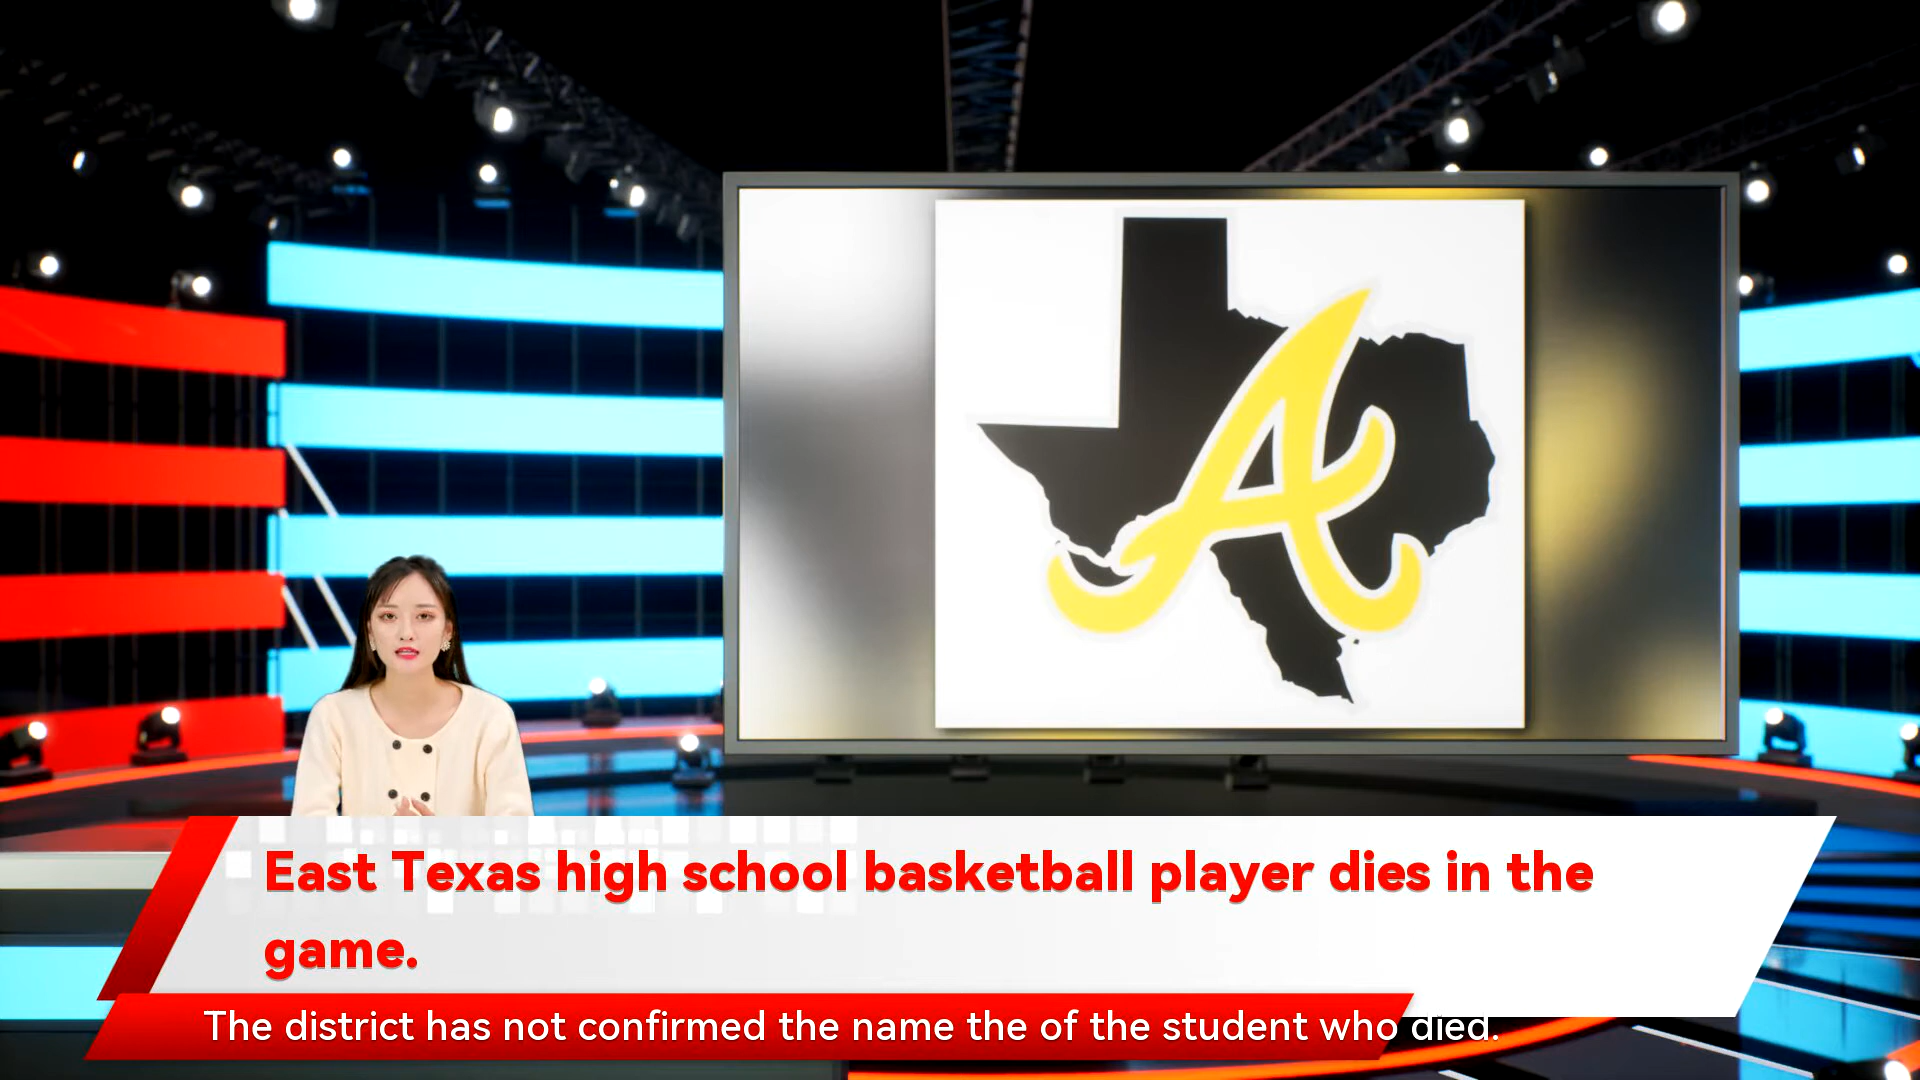 A
East Texas high school basketball player dies in the
game.
The district has not confirmed the name the of the student who died.